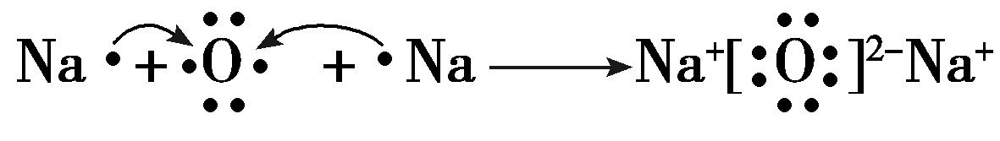 Na · + ·Ö̤· + · Na ⟶ Na⁺[:Ö̤:]²⁻Na⁺